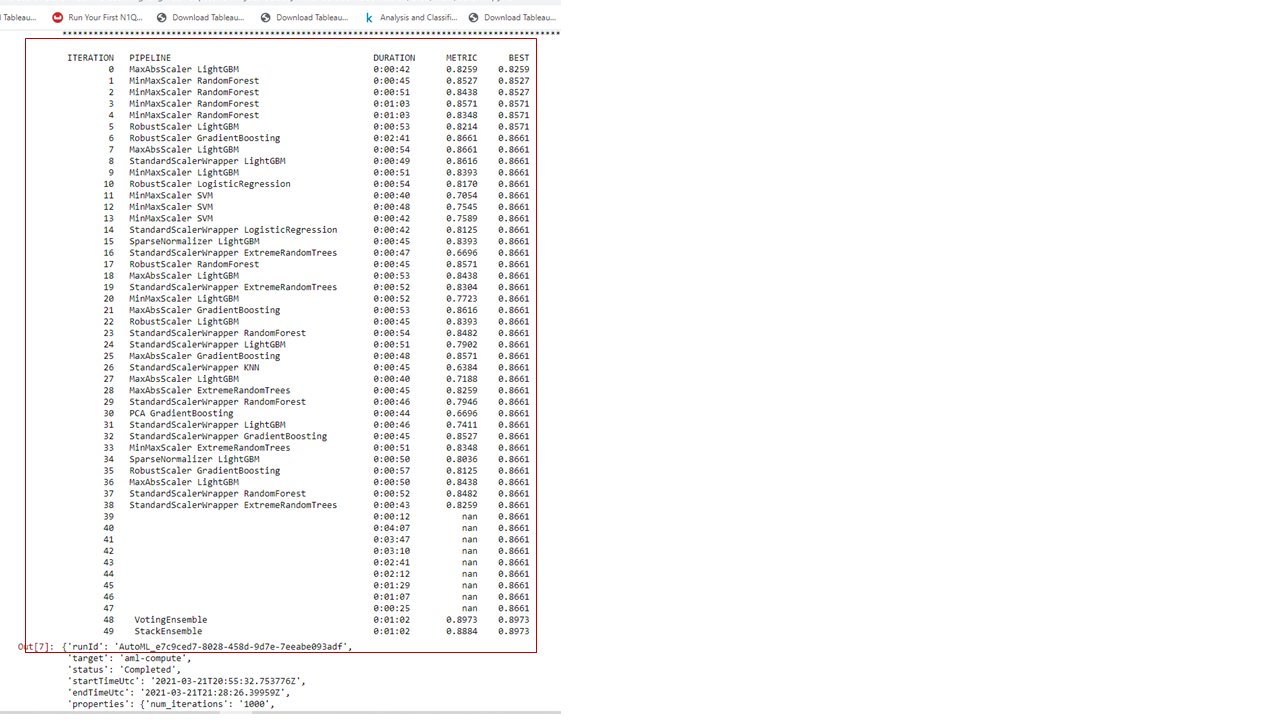 Tableau... Run Your First N1Q... Download Tableau... Download Tableau... Analysis and Classifi... Download Tableau...
****************************************************************************************************
ITERATION PIPELINE DURATION METRIC BEST
0 MaxAbsScaler LightGBM 0:00:42 0.8259 0.8259
1 MinMaxScaler RandomForest 0:00:45 0.8527 0.8527
2 MinMaxScaler RandomForest 0:00:51 0.8438 0.8527
3 MinMaxScaler RandomForest 0:01:03 0.8571 0.8571
4 MinMaxScaler RandomForest 0:01:03 0.8348 0.8571
5 RobustScaler LightGBM 0:00:53 0.8214 0.8571
6 RobustScaler GradientBoosting 0:02:41 0.8661 0.8661
7 MaxAbsScaler LightGBM 0:00:54 0.8661 0.8661
8 StandardScalerWrapper LightGBM 0:00:49 0.8616 0.8661
9 MinMaxScaler LightGBM 0:00:51 0.8393 0.8661
10 RobustScaler LogisticRegression 0:00:54 0.8170 0.8661
11 MinMaxScaler SVM 0:00:40 0.7054 0.8661
12 MinMaxScaler SVM 0:00:48 0.7545 0.8661
13 MinMaxScaler SVM 0:00:42 0.7589 0.8661
14 StandardScalerWrapper LogisticRegression 0:00:42 0.8125 0.8661
15 SparseNormalizer LightGBM 0:00:45 0.8393 0.8661
16 StandardScalerWrapper ExtremeRandomTrees 0:00:47 0.6696 0.8661
17 RobustScaler RandomForest 0:00:45 0.8571 0.8661
18 MaxAbsScaler LightGBM 0:00:53 0.8438 0.8661
19 StandardScalerWrapper ExtremeRandomTrees 0:00:52 0.8304 0.8661
20 MinMaxScaler LightGBM 0:00:52 0.7723 0.8661
21 MaxAbsScaler GradientBoosting 0:00:53 0.8616 0.8661
22 RobustScaler LightGBM 0:00:45 0.8393 0.8661
23 StandardScalerWrapper RandomForest 0:00:54 0.8482 0.8661
24 StandardScalerWrapper LightGBM 0:00:51 0.7902 0.8661
25 MaxAbsScaler GradientBoosting 0:00:48 0.8571 0.8661
26 StandardScalerWrapper KNN 0:00:45 0.6384 0.8661
27 MaxAbsScaler LightGBM 0:00:40 0.7188 0.8661
28 MaxAbsScaler ExtremeRandomTrees 0:00:45 0.8259 0.8661
29 StandardScalerWrapper RandomForest 0:00:46 0.7946 0.8661
30 PCA GradientBoosting 0:00:44 0.6696 0.8661
31 StandardScalerWrapper LightGBM 0:00:46 0.7411 0.8661
32 StandardScalerWrapper GradientBoosting 0:00:45 0.8527 0.8661
33 MinMaxScaler ExtremeRandomTrees 0:00:51 0.8348 0.8661
34 SparseNormalizer LightGBM 0:00:50 0.8036 0.8661
35 RobustScaler GradientBoosting 0:00:57 0.8125 0.8661
36 MaxAbsScaler LightGBM 0:00:50 0.8438 0.8661
37 StandardScalerWrapper RandomForest 0:00:52 0.8482 0.8661
38 StandardScalerWrapper ExtremeRandomTrees 0:00:43 0.8259 0.8661
39 0:00:12 nan 0.8661
40 0:04:07 nan 0.8661
41 0:03:47 nan 0.8661
42 0:03:10 nan 0.8661
43 0:02:41 nan 0.8661
44 0:02:12 nan 0.8661
45 0:01:29 nan 0.8661
46 0:01:07 nan 0.8661
47 0:00:25 nan 0.8661
48 VotingEnsemble 0:01:02 0.8973 0.8973
49 StackEnsemble 0:01:02 0.8884 0.8973
Out[7]: {'runId': 'AutoML_e7c9ced7-8028-458d-9d7e-7eeabe093adf',
'target': 'aml-compute',
'status': 'Completed',
'startTimeUtc': '2021-03-21T20:55:32.753776Z',
'endTimeUtc': '2021-03-21T21:28:26.39959Z',
'properties': {'num_iterations': '1000',